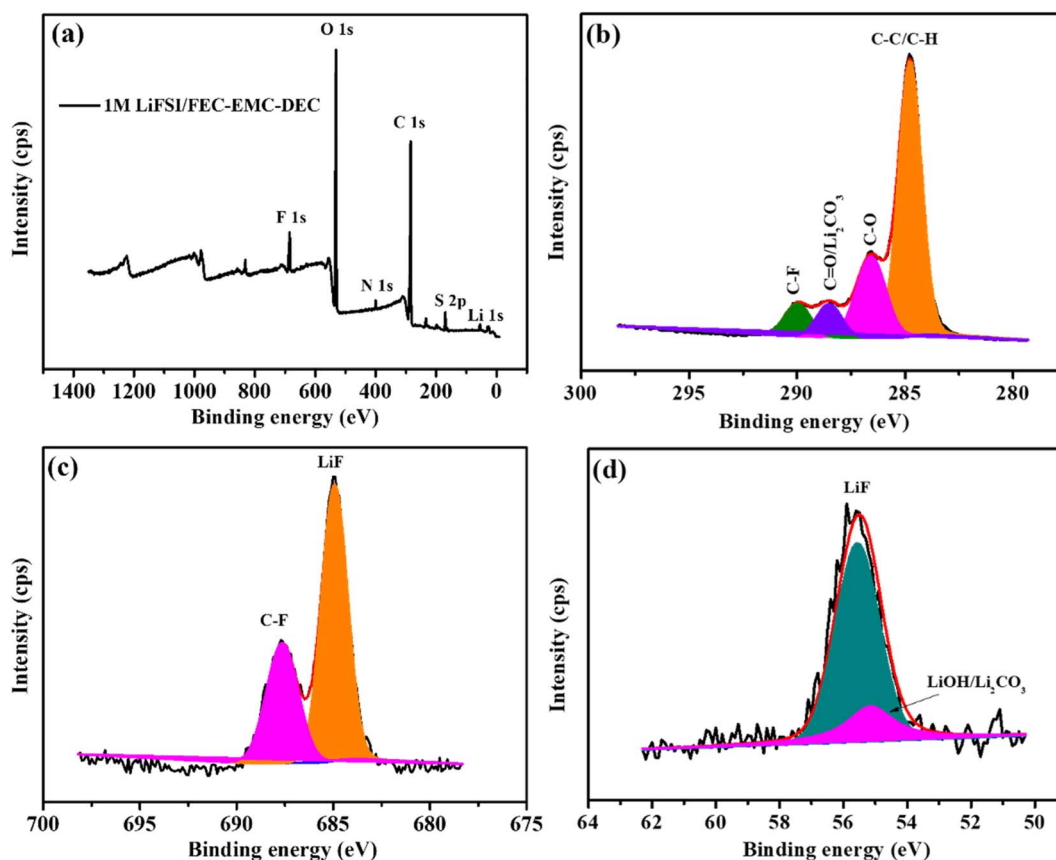 (a)
O 1s
1M LiFSI/FEC-EMC-DEC
C 1s
F 1s
N 1s
S 2p
Li 1s
Intensity (cps)
1400 1200 1000 800 600 400 200 0
Binding energy (eV)
(b)
C-C/C-H
C-F
C=O/Li₂CO₃
C-O
Intensity (cps)
300 295 290 285 280
Binding energy (eV)
(c)
LiF
C-F
Intensity (cps)
700 695 690 685 680 675
Binding energy (eV)
(d)
LiF
LiOH/Li₂CO₃
Intensity (cps)
64 62 60 58 56 54 52 50
Binding energy (eV)